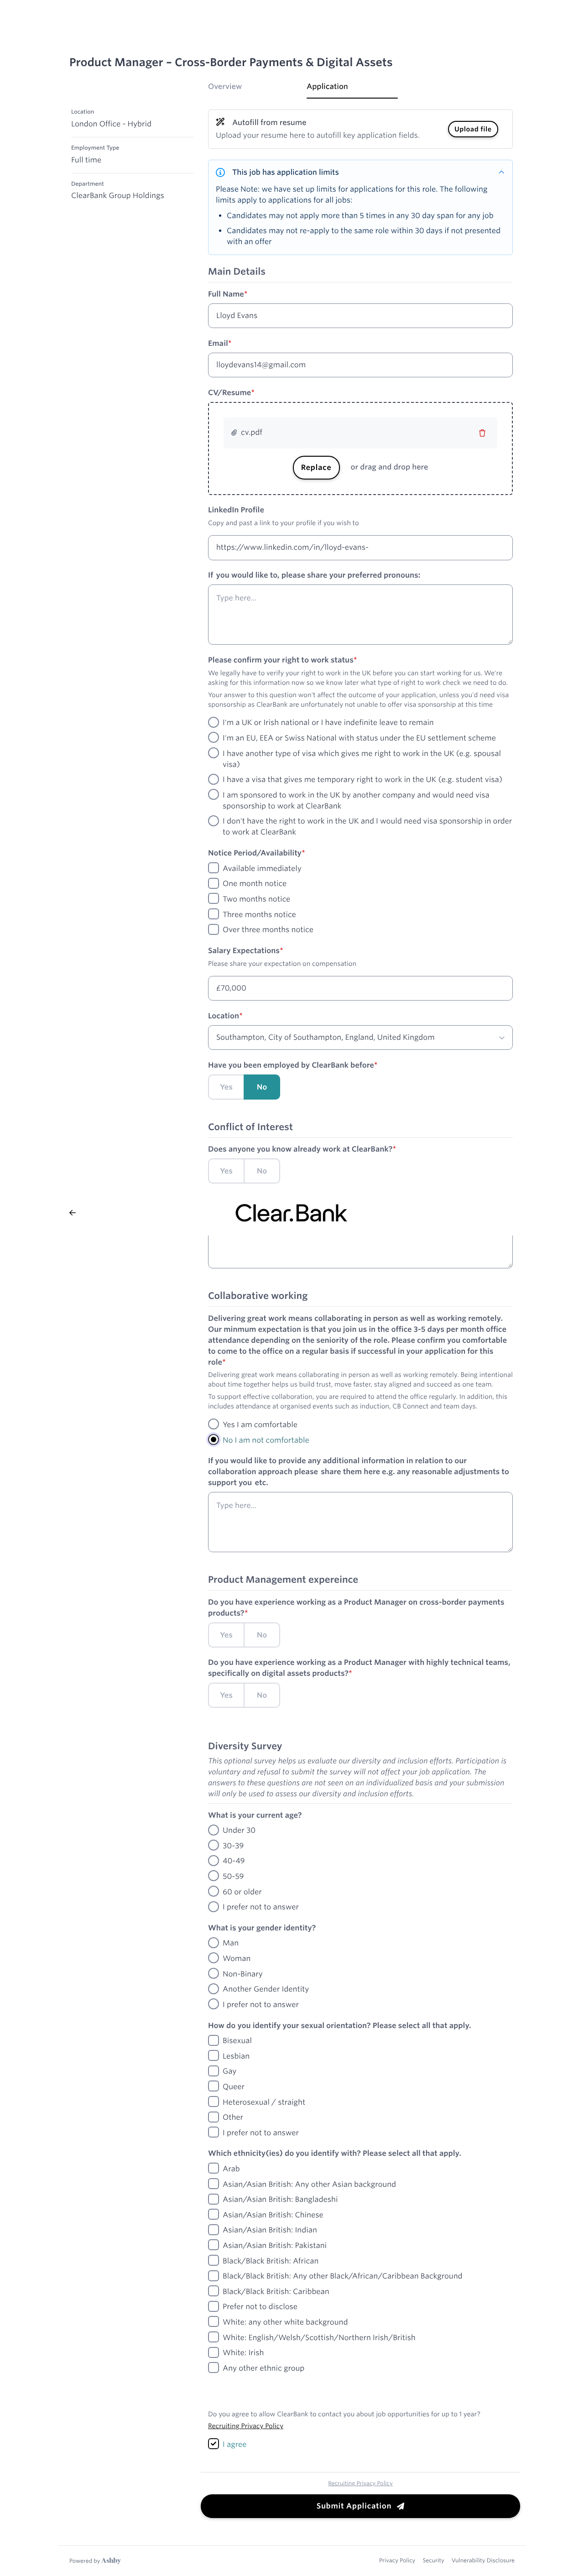 Product Manager – Cross-Border Payments & Digital Assets
Overview
Application
Location
London Office - Hybrid
Employment Type
Full time
Department
ClearBank Group Holdings
Autofill from resume
Upload your resume here to autofill key application fields.
Upload file
This job has application limits
Please Note: we have set up limits for applications for this role. The following
limits apply to applications for all jobs:
• Candidates may not apply more than 5 times in any 30 day span for any job
• Candidates may not re-apply to the same role within 30 days if not presented
with an offer
Main Details
Full Name*
Lloyd Evans
Email*
lloydevans14@gmail.com
CV/Resume*
cv.pdf
Replace
or drag and drop here
LinkedIn Profile
Copy and past a link to your profile if you wish to
https://www.linkedin.com/in/lloyd-evans-
If you would like to, please share your preferred pronouns:
Type here...
Please confirm your right to work status*
We legally have to verify your right to work in the UK before you can start working for us. We're
asking for this information now so we know later what type of right to work check we need to do.
Your answer to this question won't affect the outcome of your application, unless you'd need visa
sponsorship as ClearBank are unfortunately not unable to offer visa sponsorship at this time
I'm a UK or Irish national or I have indefinite leave to remain
I'm an EU, EEA or Swiss National with status under the EU settlement scheme
I have another type of visa which gives me right to work in the UK (e.g. spousal
visa)
I have a visa that gives me temporary right to work in the UK (e.g. student visa)
I am sponsored to work in the UK by another company and would need visa
sponsorship to work at ClearBank
I don't have the right to work in the UK and I would need visa sponsorship in order
to work at ClearBank
Notice Period/Availability*
Available immediately
One month notice
Two months notice
Three months notice
Over three months notice
Salary Expectations*
Please share your expectation on compensation
£70,000
Location*
Southampton, City of Southampton, England, United Kingdom
Have you been employed by ClearBank before*
Yes
No
Conflict of Interest
Does anyone you know already work at ClearBank?*
Yes
No
Clear.Bank
Collaborative working
Delivering great work means collaborating in person as well as working remotely.
Our minmum expectation is that you join us in the office 3-5 days per month office
attendance depending on the seniority of the role. Please confirm you comfortable
to come to the office on a regular basis if successful in your application for this
role*
Delivering great work means collaborating in person as well as working remotely. Being intentional
about time together helps us build trust, move faster, stay aligned and succeed as one team.
To support effective collaboration, you are required to attend the office regularly. In addition, this
includes attendance at organised events such as induction, CB Connect and team days.
Yes I am comfortable
No I am not comfortable
If you would like to provide any additional information in relation to our
collaboration approach please share them here e.g. any reasonable adjustments to
support you etc.
Type here...
Product Management expereince
Do you have experience working as a Product Manager on cross-border payments
products?*
Yes
No
Do you have experience working as a Product Manager with highly technical teams,
specifically on digital assets products?*
Yes
No
Diversity Survey
This optional survey helps us evaluate our diversity and inclusion efforts. Participation is
voluntary and refusal to submit the survey will not affect your job application. The
answers to these questions are not seen on an individualized basis and your submission
will only be used to assess our diversity and inclusion efforts.
What is your current age?
Under 30
30-39
40-49
50-59
60 or older
I prefer not to answer
What is your gender identity?
Man
Woman
Non-Binary
Another Gender Identity
I prefer not to answer
How do you identify your sexual orientation? Please select all that apply.
Bisexual
Lesbian
Gay
Queer
Heterosexual / straight
Other
I prefer not to answer
Which ethnicity(ies) do you identify with? Please select all that apply.
Arab
Asian/Asian British: Any other Asian background
Asian/Asian British: Bangladeshi
Asian/Asian British: Chinese
Asian/Asian British: Indian
Asian/Asian British: Pakistani
Black/Black British: African
Black/Black British: Any other Black/African/Caribbean Background
Black/Black British: Caribbean
Prefer not to disclose
White: any other white background
White: English/Welsh/Scottish/Northern Irish/British
White: Irish
Any other ethnic group
Do you agree to allow ClearBank to contact you about job opportunities for up to 1 year?
Recruiting Privacy Policy
I agree
Recruiting Privacy Policy
Submit Application
Powered by Ashby
Privacy Policy
Security
Vulnerability Disclosure